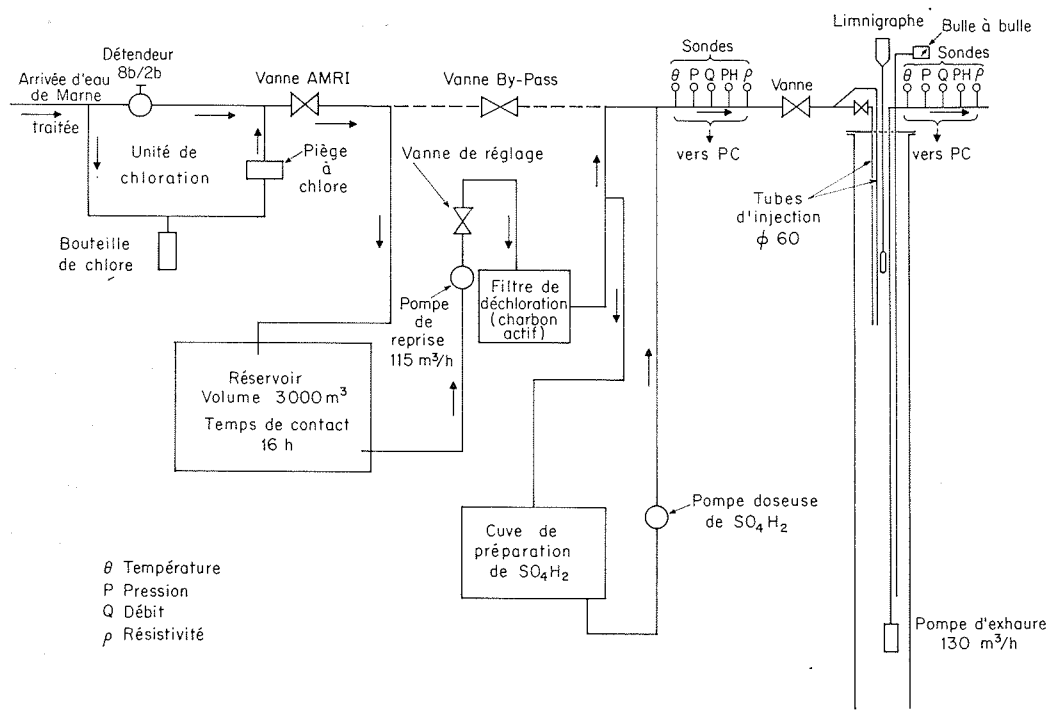 Limnigraphe
Bulle à bulle
Détendeur
8b/2b
Sondes
θ P Q PH ρ
Sondes
θ P Q PH ρ
Arrivée d'eau
de Marne
traitée
Vanne AMRI
Vanne By-Pass
Vanne
vers PC
vers PC
Unité de
chloration
Piège
à
chlore
Vanne de réglage
Tubes
d'injection
ϕ 60
Bouteille
de chlore
Pompe
de
reprise
115 m³/h
Filtre de
déchloration
(charbon
actif)
Réservoir
Volume 3000 m³
Temps de contact
16 h
Pompe doseuse
de SO₄H₂
Cuve de
préparation
de SO₄H₂
θ Température
P Pression
Q Débit
ρ Résistivité
Pompe d'exhaure
130 m³/h